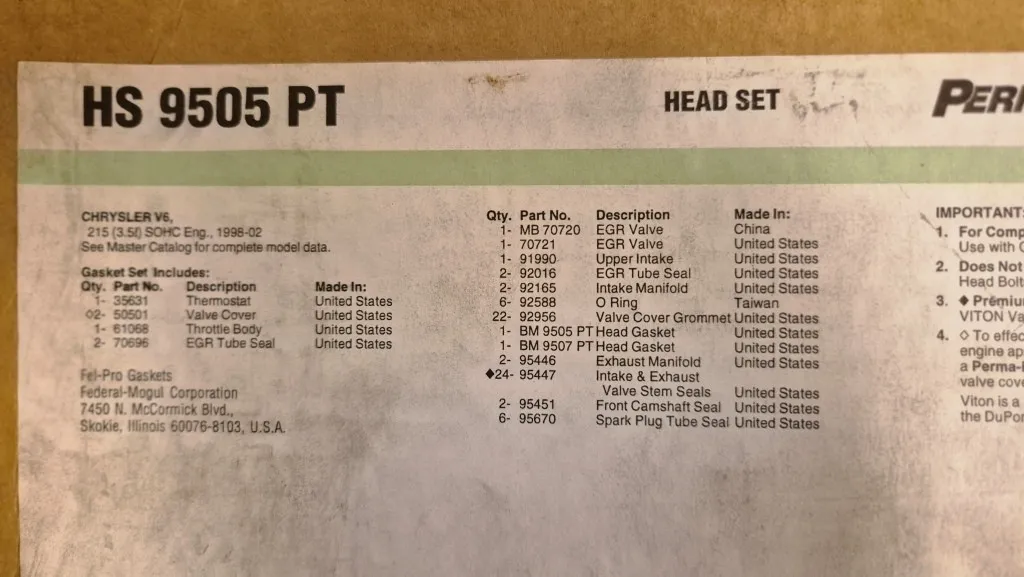 HS 9505 PT
HEAD SET
CHRYSLER V6,
215 (3.5ℓ) SOHC Eng., 1998-02
See Master Catalog for complete model data.
Gasket Set Includes:
Qty. Part No. Description Made In:
1- 35631 Thermostat United States
◇2- 50501 Valve Cover United States
1- 61068 Throttle Body United States
2- 70696 EGR Tube Seal United States
Fel-Pro Gaskets
Federal-Mogul Corporation
7450 N. McCormick Blvd.,
Skokie, Illinois 60076-8103, U.S.A.
Qty. Part No. Description Made In:
1- MB 70720 EGR Valve China
1- 70721 EGR Valve United States
1- 91990 Upper Intake United States
2- 92016 EGR Tube Seal United States
2- 92165 Intake Manifold United States
6- 92588 O Ring Taiwan
22- 92956 Valve Cover Grommet United States
1- BM 9505 PT Head Gasket United States
1- BM 9507 PT Head Gasket United States
2- 95446 Exhaust Manifold United States
◆24- 95447 Intake & Exhaust
Valve Stem Seals United States
2- 95451 Front Camshaft Seal United States
6- 95670 Spark Plug Tube Seal United States
PERM
IMPORTANT:
1. For Comp
Use with
2. Does Not
Head Bolt
3. ◆ Premiu
VITON Va
4. ◇ To effec
engine ap
a Perma-
valve cove
Viton is a
the DuPon